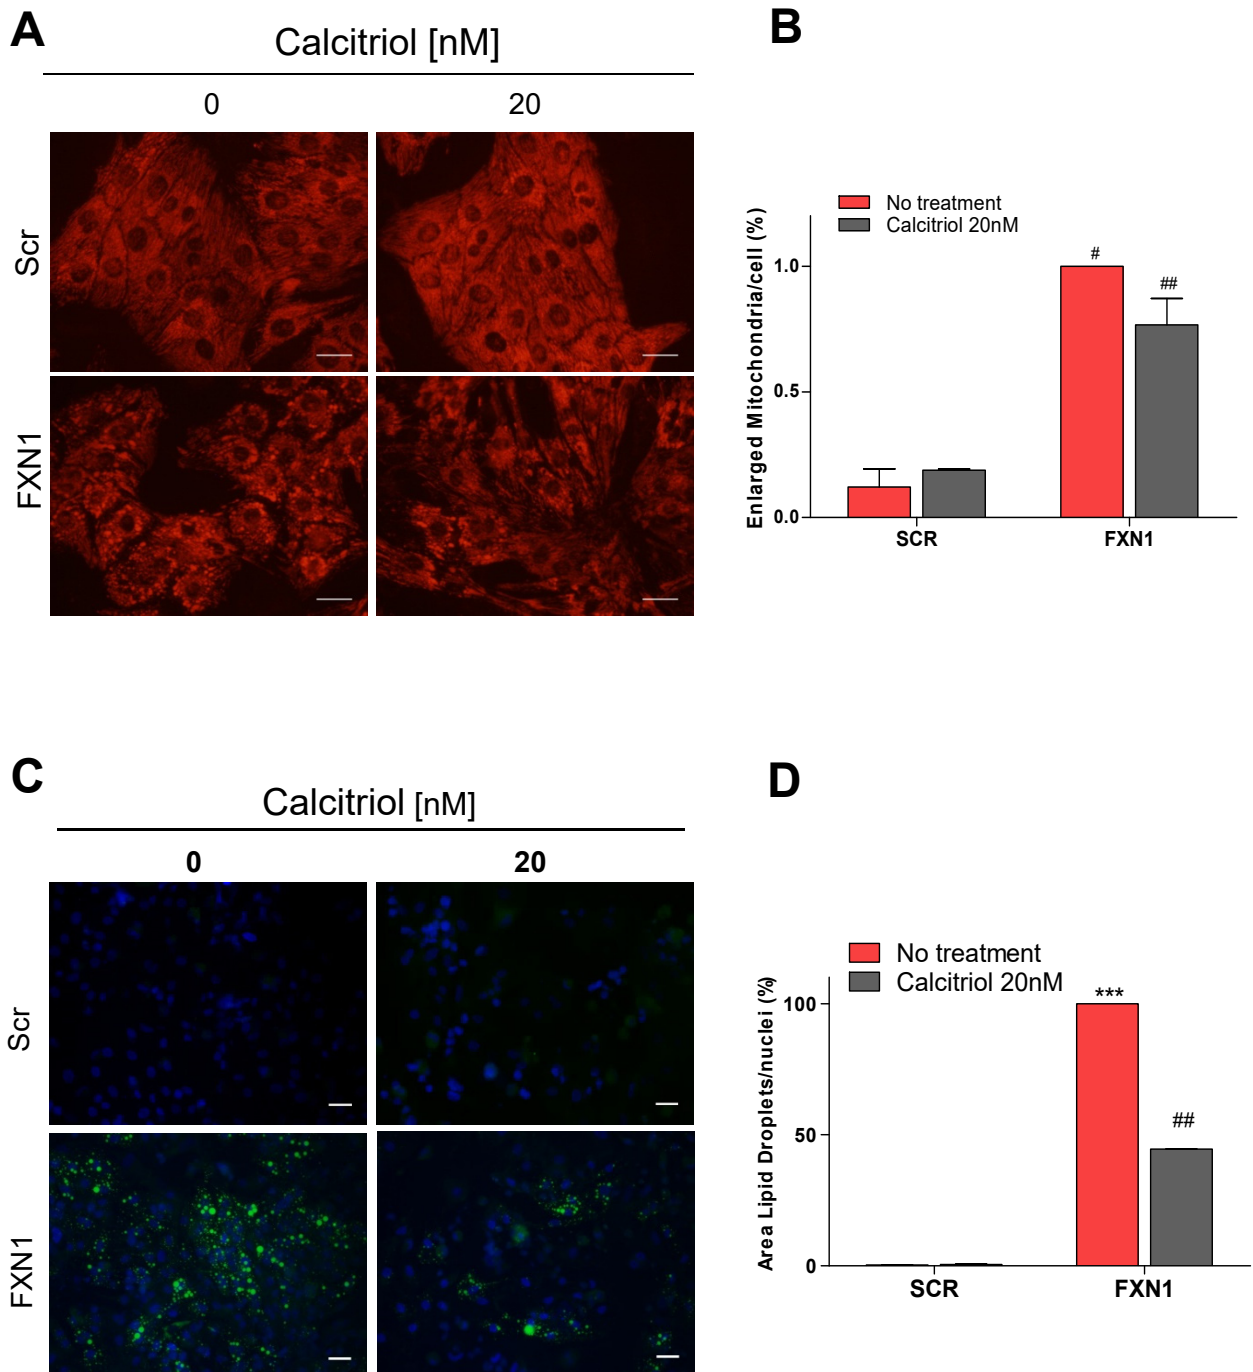 A
Calcitriol [nM]
0
20
Scr
FXN1
B
No treatment
Calcitriol 20nM
Enlarged Mitochondria/cell (%)
1.0
0.5
0.0
#
##
SCR
FXN1
C
Calcitriol [nM]
0
20
Scr
FXN1
D
No treatment
Calcitriol 20nM
Area Lipid Droplets/nuclei (%)
100
50
0
***
##
SCR
FXN1